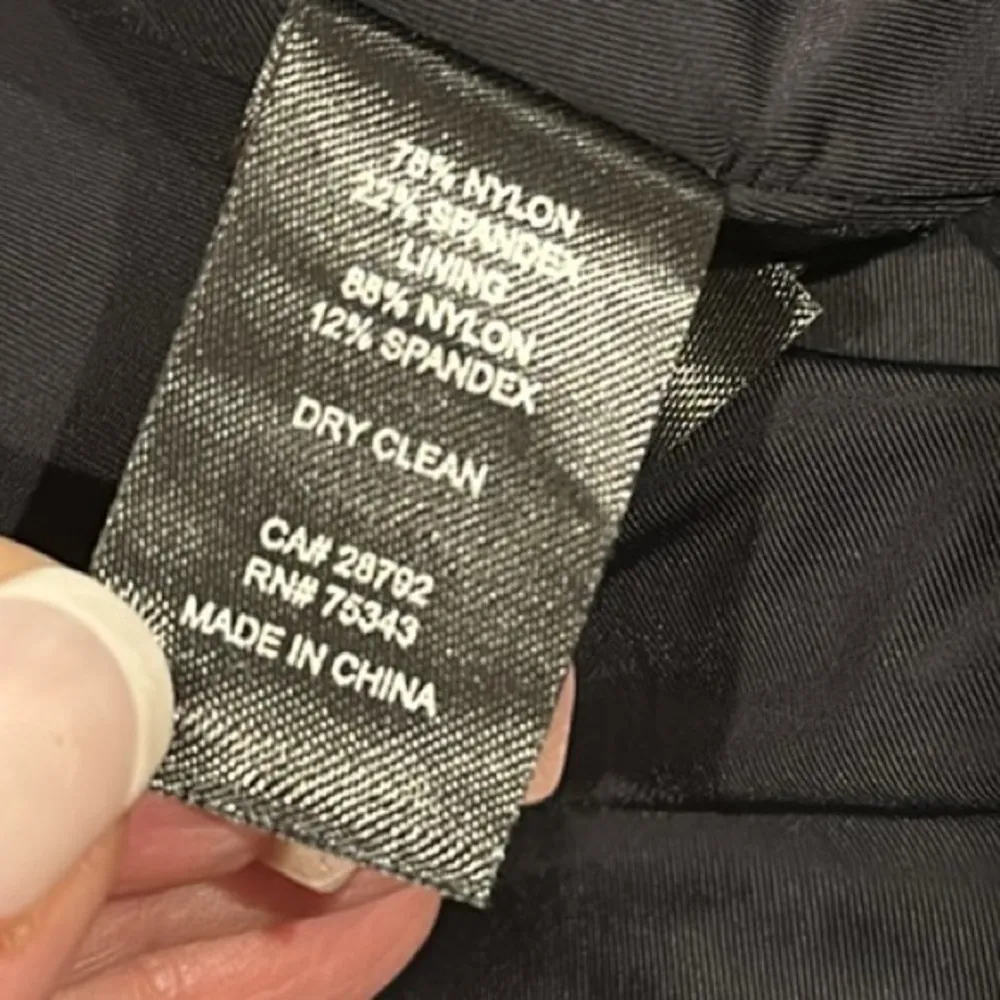 78% NYLON
22% SPANDEX
LINING
88% NYLON
12% SPANDEX
DRY CLEAN
CA# 28792
RN# 75343
MADE IN CHINA